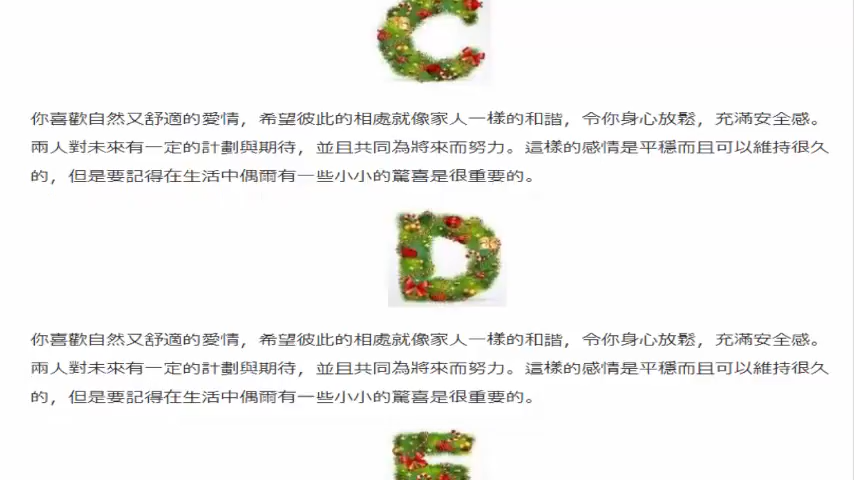 C
你喜歡自然又舒適的愛情，希望彼此的相處就像家人一樣的和諧，令你身心放鬆，充滿安全感。
兩人對未來有一定的計劃與期待，並且共同為將來而努力。這樣的感情是平穩而且可以維持很久
的，但是要記得在生活中偶爾有一些小小的驚喜是很重要的。
D
你喜歡自然又舒適的愛情，希望彼此的相處就像家人一樣的和諧，令你身心放鬆，充滿安全感。
兩人對未來有一定的計劃與期待，並且共同為將來而努力。這樣的感情是平穩而且可以維持很久
的，但是要記得在生活中偶爾有一些小小的驚喜是很重要的。
E